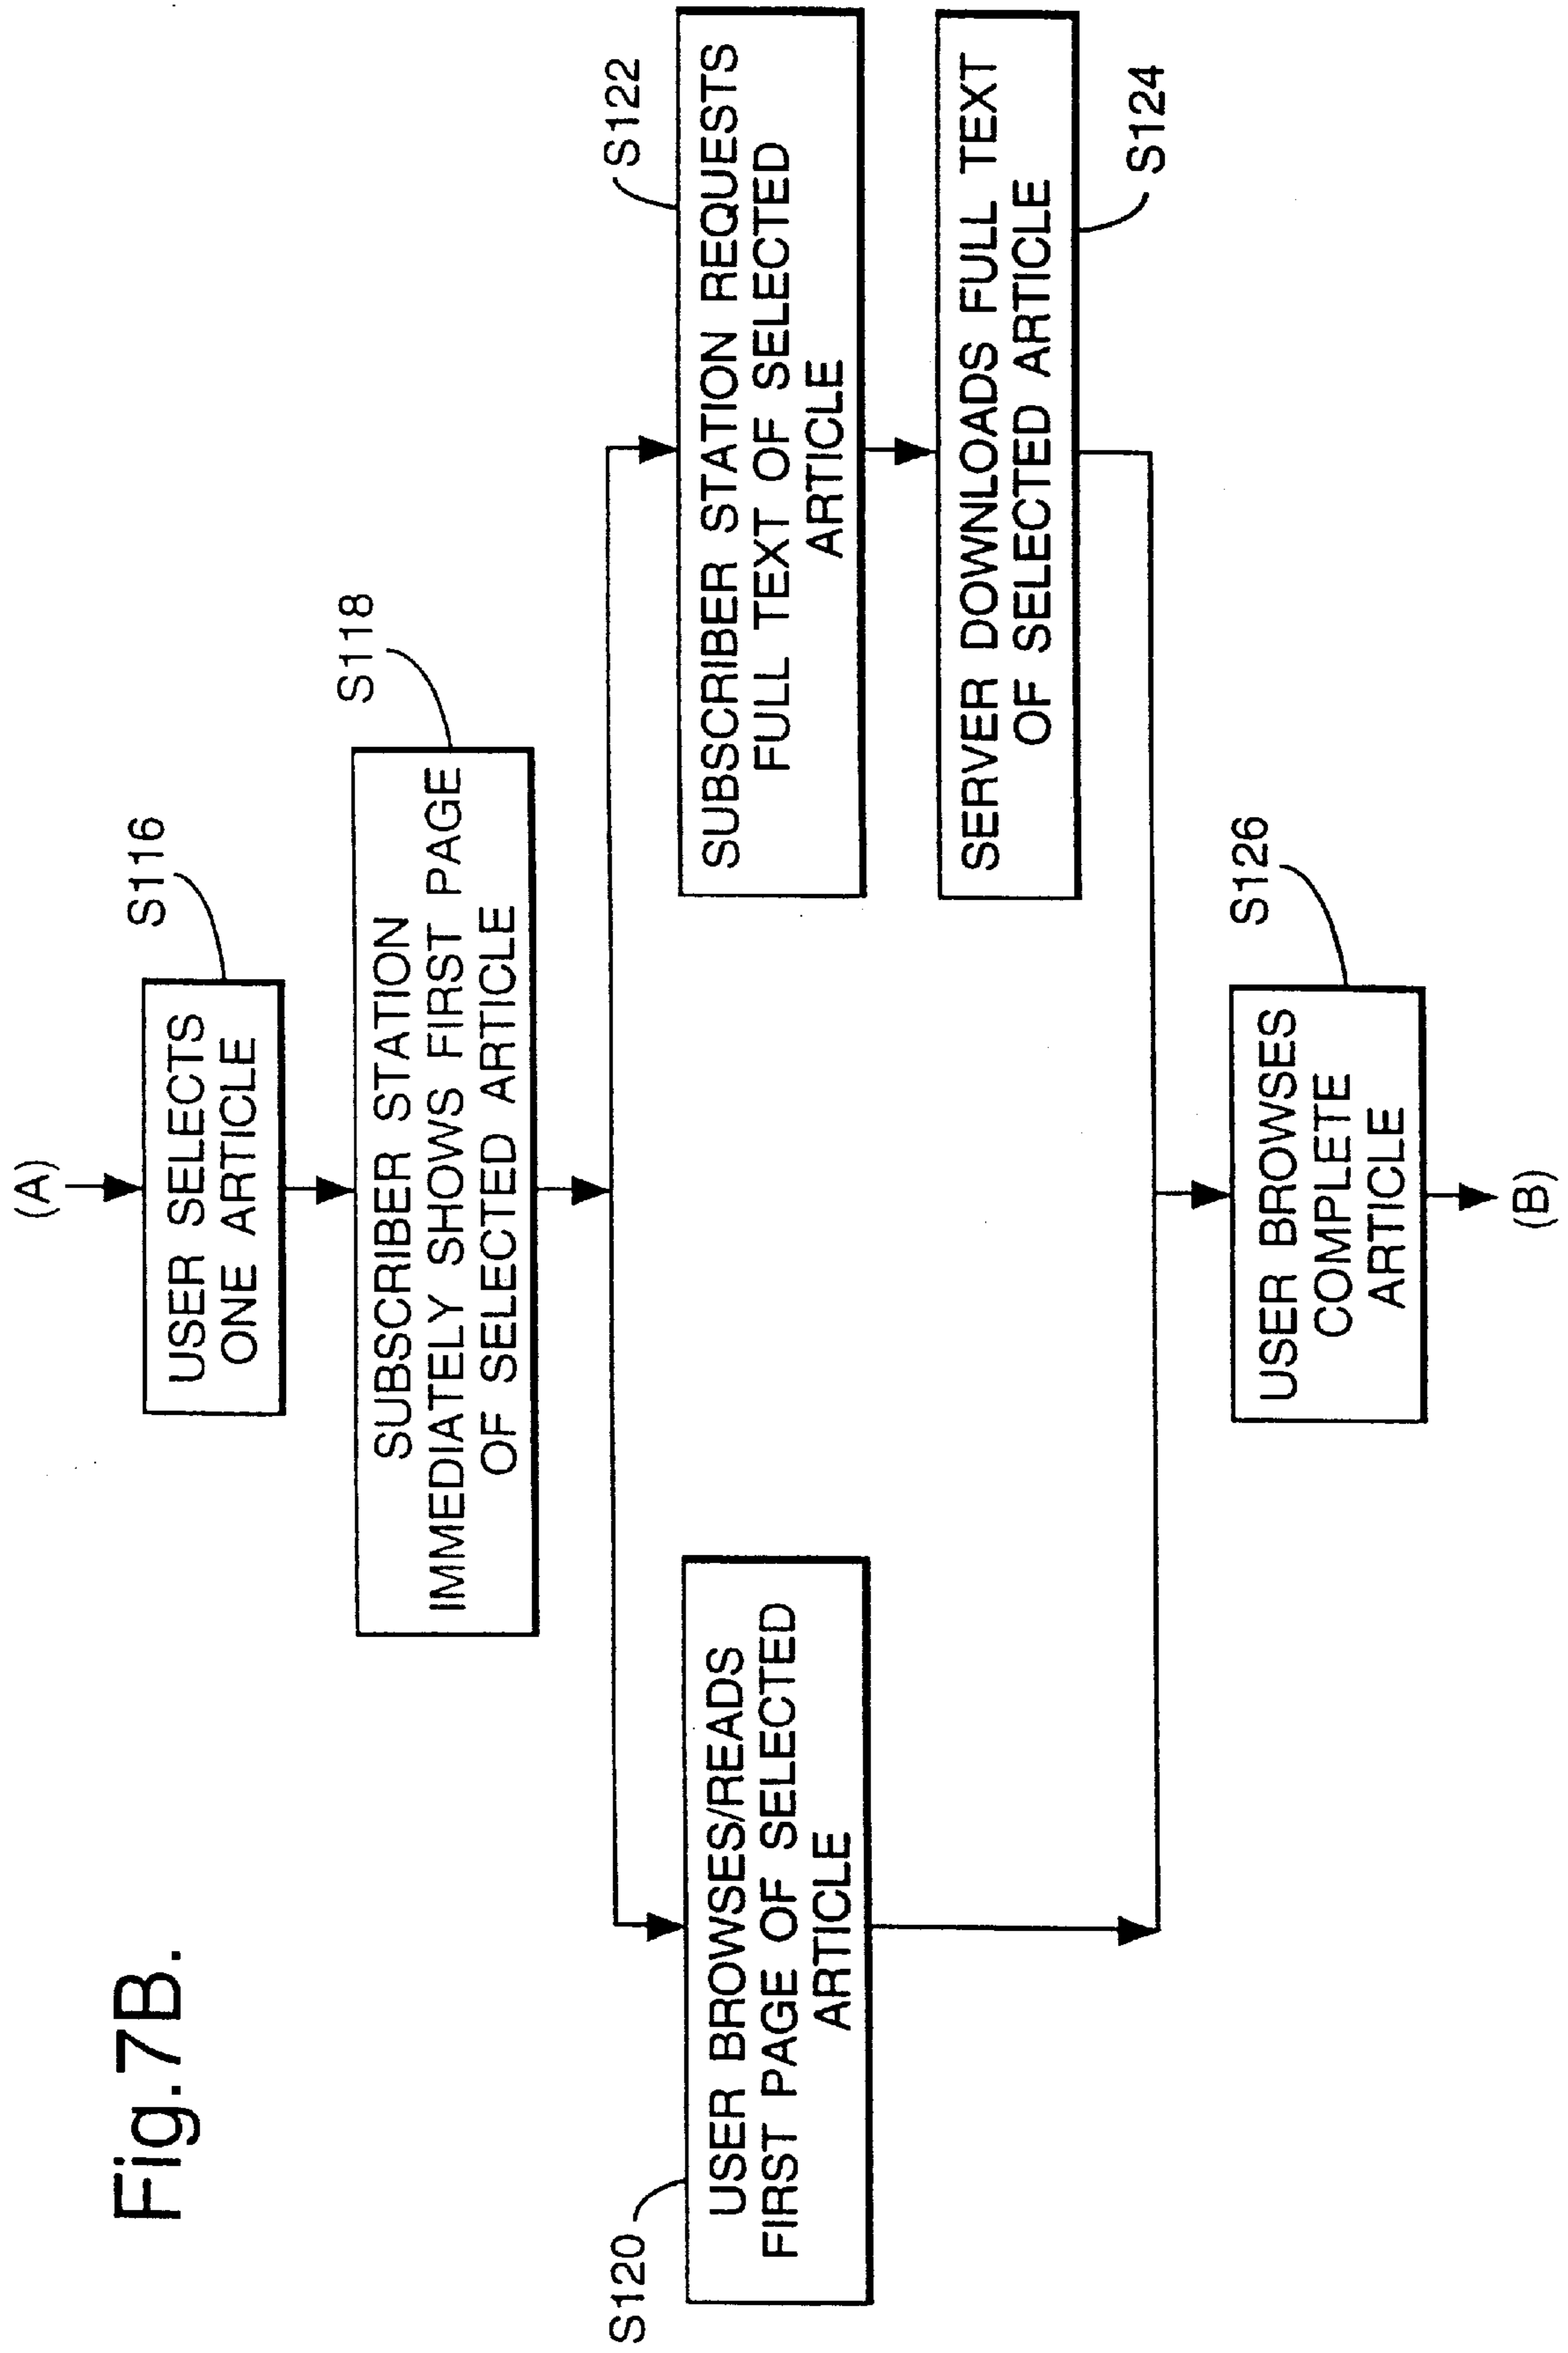 Fig.7B.
(A)
S116
USER SELECTS
ONE ARTICLE
S118
SUBSCRIBER STATION
IMMEDIATELY SHOWS FIRST PAGE
OF SELECTED ARTICLE
S120
USER BROWSES/READS
FIRST PAGE OF SELECTED
ARTICLE
S122
SUBSCRIBER STATION REQUESTS
FULL TEXT OF SELECTED
ARTICLE
SERVER DOWNLOADS FULL TEXT
OF SELECTED ARTICLE
S124
S126
USER BROWSES
COMPLETE
ARTICLE
(B)